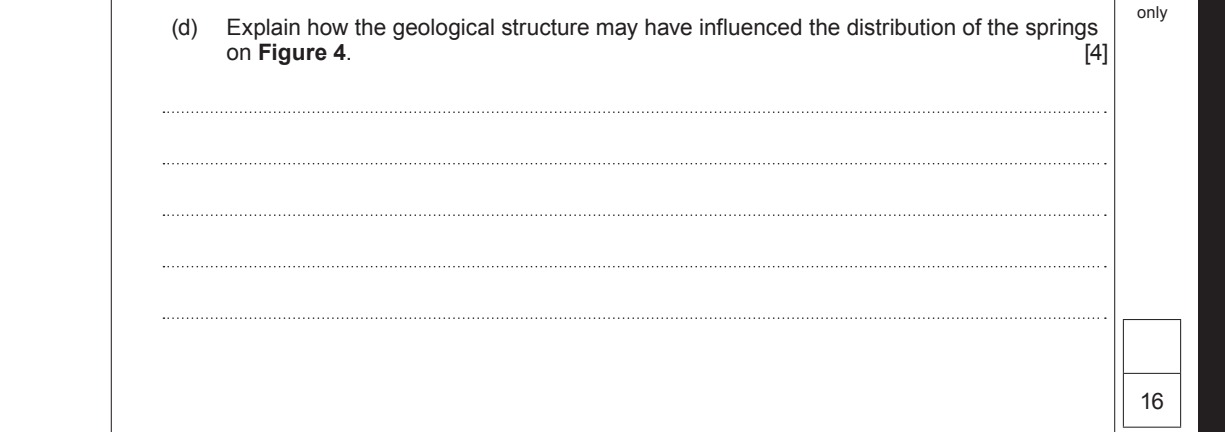 only
(d) Explain how the geological structure may have influenced the distribution of the springs
on Figure 4. [4]
16